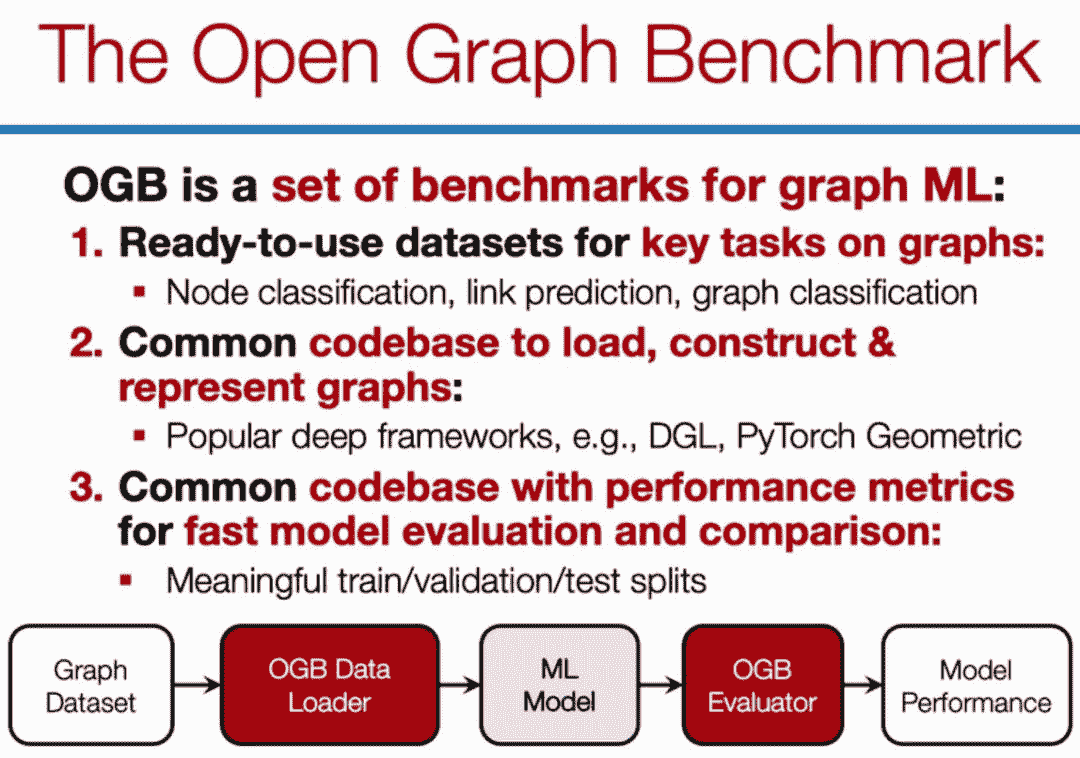 The Open Graph Benchmark
OGB is a set of benchmarks for graph ML:
1. Ready-to-use datasets for key tasks on graphs:
▪ Node classification, link prediction, graph classification
2. Common codebase to load, construct &
represent graphs:
▪ Popular deep frameworks, e.g., DGL, PyTorch Geometric
3. Common codebase with performance metrics
for fast model evaluation and comparison:
▪ Meaningful train/validation/test splits
Graph
Dataset
OGB Data
Loader
ML
Model
OGB
Evaluator
Model
Performance